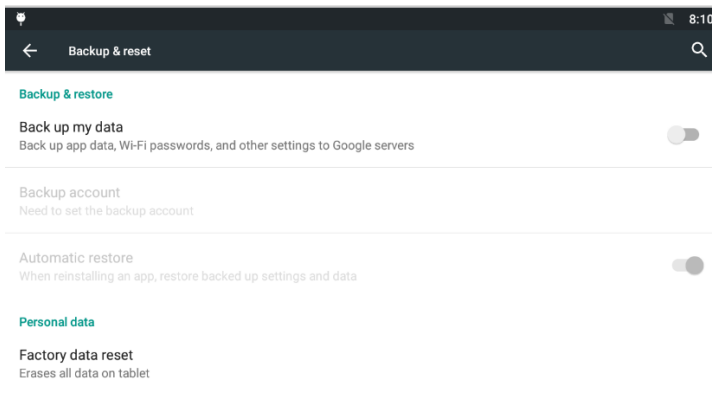 8:10
Backup & reset
Backup & restore
Back up my data
Back up app data, Wi-Fi passwords, and other settings to Google servers
Backup account
Need to set the backup account
Automatic restore
When reinstalling an app, restore backed up settings and data
Personal data
Factory data reset
Erases all data on tablet